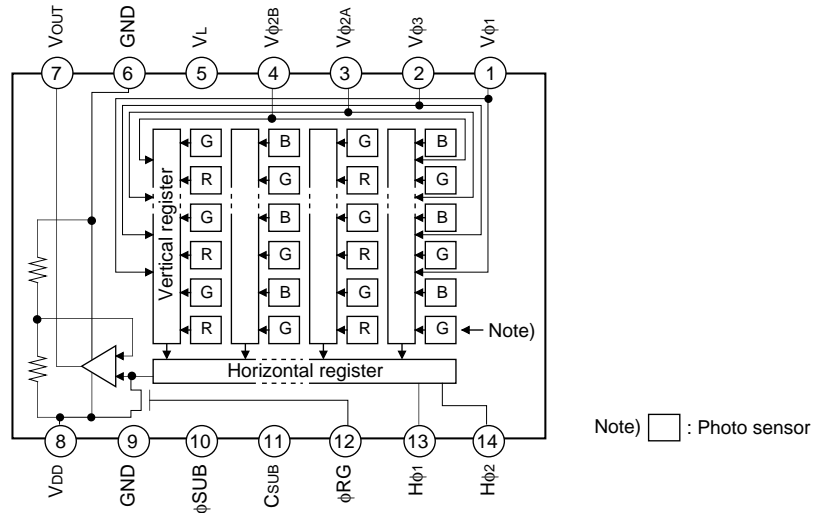 VOUT GND VL Vϕ2B Vϕ2A Vϕ3 Vϕ1
7 6 5 4 3 2 1
G B G B
R G R G
G B G B
R G R G
G B G B
R G R G
Vertical register
Note)
Horizontal register
8 9 10 11 12 13 14
VDD GND ϕSUB CSUB ϕRG Hϕ1 Hϕ2
Note) : Photo sensor